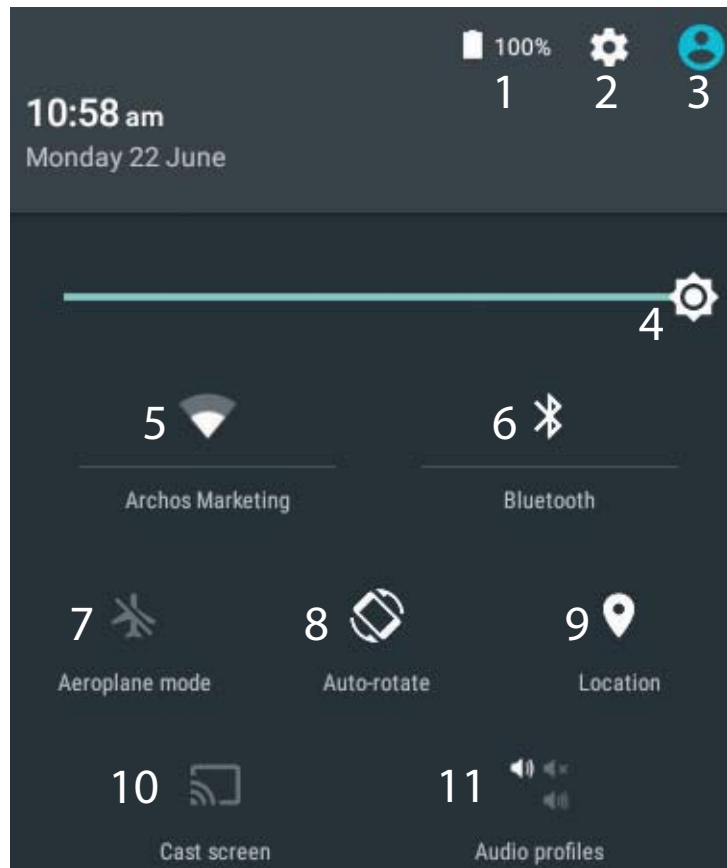 100%
1 2 3
10:58 am
Monday 22 June
4
5 6
Archos Marketing Bluetooth
7 8 9
Aeroplane mode Auto-rotate Location
10 11
Cast screen Audio profiles